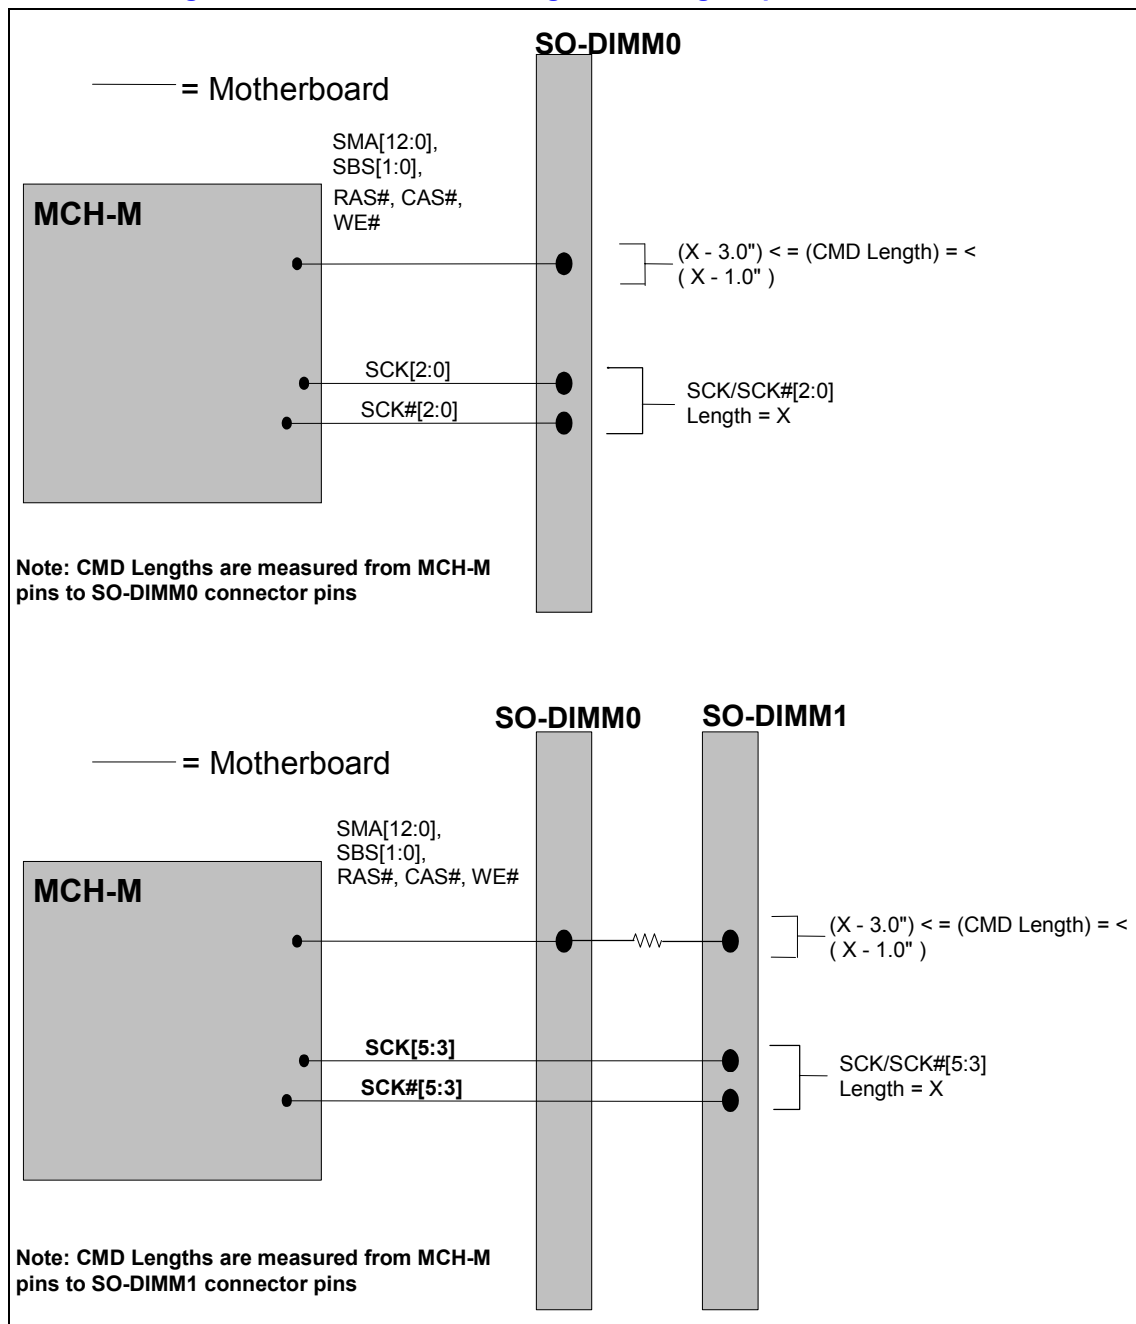 SO-DIMM0
= Motherboard
SMA[12:0],
SBS[1:0],
RAS#, CAS#,
WE#
MCH-M
(X - 3.0") < = (CMD Length) = <
( X - 1.0" )
SCK[2:0]
SCK#[2:0]
SCK/SCK#[2:0]
Length = X
Note: CMD Lengths are measured from MCH-M
pins to SO-DIMM0 connector pins
SO-DIMM0
SO-DIMM1
= Motherboard
SMA[12:0],
SBS[1:0],
RAS#, CAS#, WE#
MCH-M
(X - 3.0") < = (CMD Length) = <
( X - 1.0" )
SCK[5:3]
SCK#[5:3]
SCK/SCK#[5:3]
Length = X
Note: CMD Lengths are measured from MCH-M
pins to SO-DIMM1 connector pins